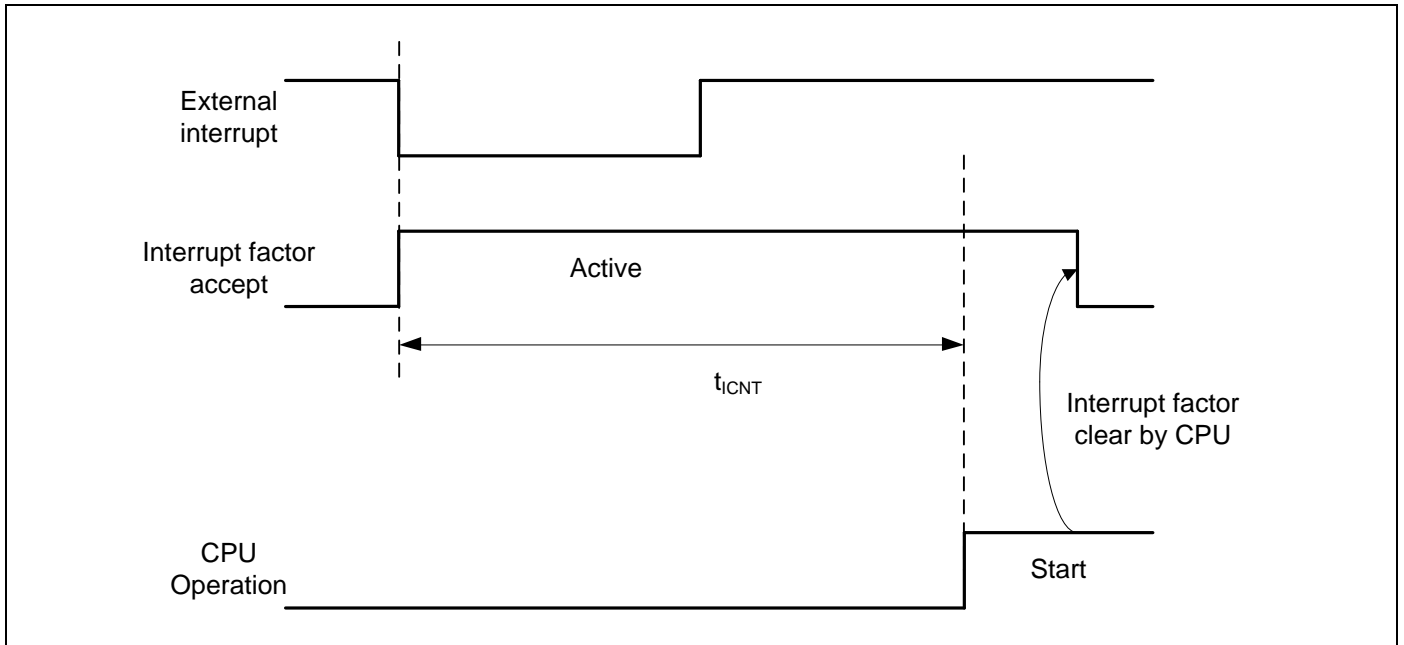 External
interrupt
Interrupt factor
accept
Active
tICNT
Interrupt factor
clear by CPU
CPU
Operation
Start